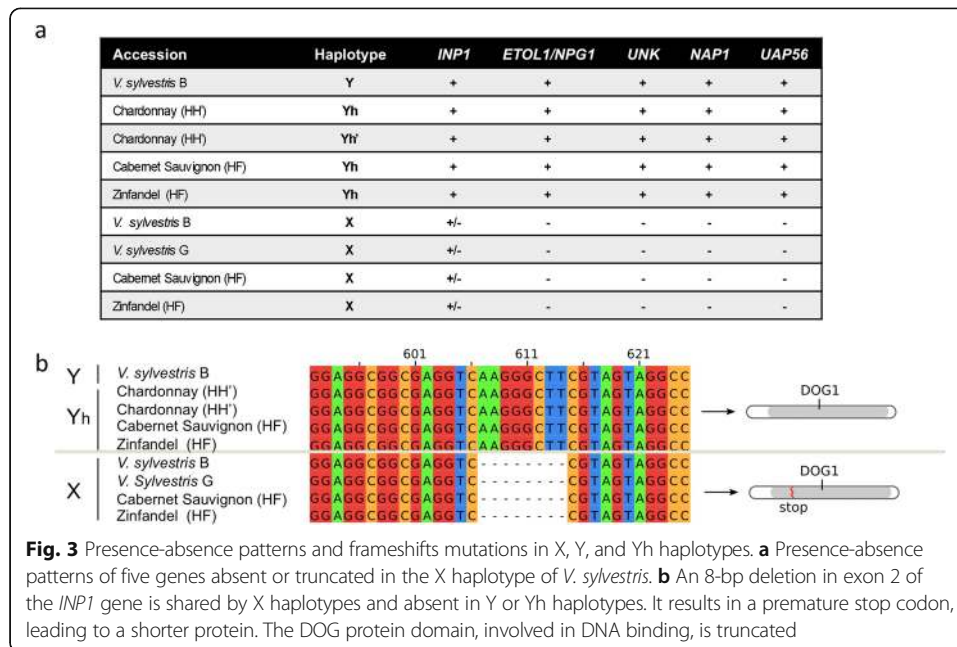 a
Accession Haplotype INP1 ETOL1/NPG1 UNK NAP1 UAP56
V. sylvestris B Y + + + + +
Chardonnay (HH') Yh + + + + +
Chardonnay (HH') Yh' + + + + +
Cabernet Sauvignon (HF) Yh + + + + +
Zinfandel (HF) Yh + + + + +
V. sylvestris B X +/- - - - -
V. sylvestris G X +/- - - - -
Cabernet Sauvignon (HF) X +/- - - - -
Zinfandel (HF) X +/- - - - -
b
601 611 621
Y V. sylvestris B GGAGGCGGCGAGGTCAAGGGCTTCGTAGTAGGCC
Yh Chardonnay (HH') GGAGGCGGCGAGGTCAAGGGCTTCGTAGTAGGCC
Chardonnay (HH') GGAGGCGGCGAGGTCAAGGGCTTCGTAGTAGGCC
Cabernet Sauvignon (HF) GGAGGCGGCGAGGTCAAGGGCTTCGTAGTAGGCC
Zinfandel (HF) GGAGGCGGCGAGGTCAAGGGCTTCGTAGTAGGCC
DOG1
X V. sylvestris B GGAGGCGGCGAGGTC--------CGTAGTAGGCC
V. Sylvestris G GGAGGCGGCGAGGTC--------CGTAGTAGGCC
Cabernet Sauvignon (HF) GGAGGCGGCGAGGTC--------CGTAGTAGGCC
Zinfandel (HF) GGAGGCGGCGAGGTC--------CGTAGTAGGCC
DOG1
stop
Fig. 3 Presence-absence patterns and frameshifts mutations in X, Y, and Yh haplotypes. a Presence-absence
patterns of five genes absent or truncated in the X haplotype of V. sylvestris. b An 8-bp deletion in exon 2 of
the INP1 gene is shared by X haplotypes and absent in Y or Yh haplotypes. It results in a premature stop codon,
leading to a shorter protein. The DOG protein domain, involved in DNA binding, is truncated